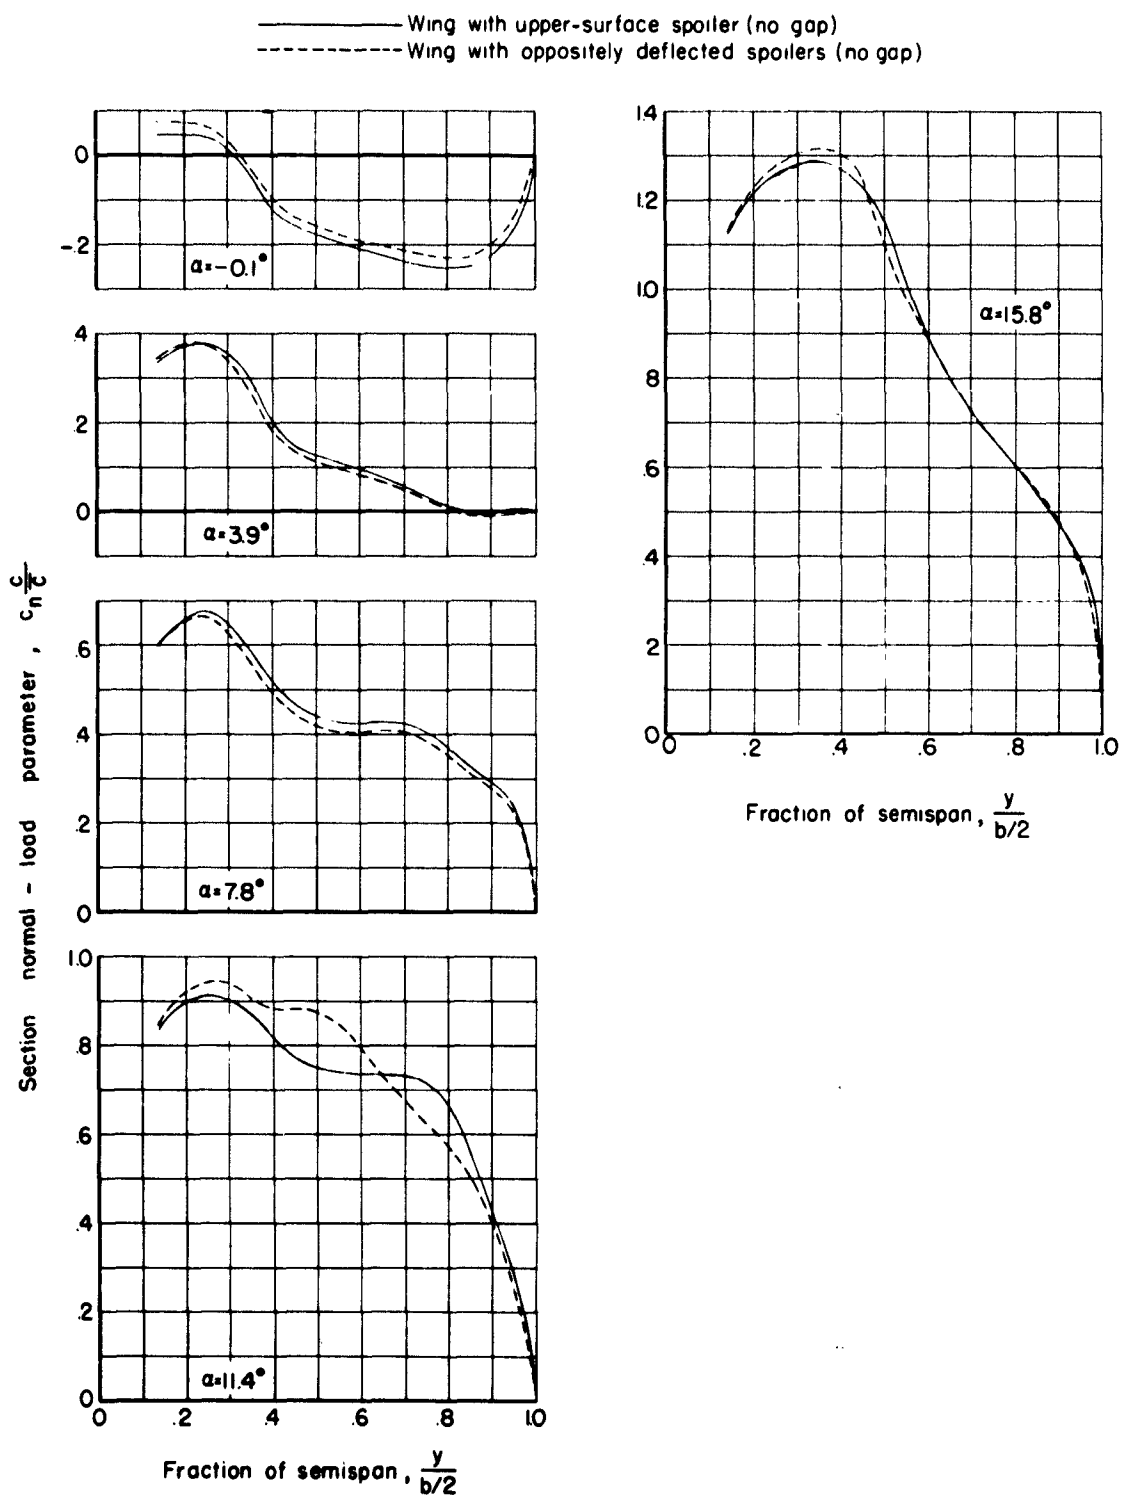 Wing with upper-surface spoiler (no gap)
Wing with oppositely deflected spoilers (no gap)
0
-.2
α=-0.1°
.4
.2
0
α=3.9°
.6
.4
.2
0
α=7.8°
1.0
.8
.6
.4
.2
0
α=11.4°
0 .2 .4 .6 .8 1.0
Fraction of semispan, y/b/2
Section normal-load parameter, cn c/c̄
1.4
1.2
1.0
.8
.6
.4
.2
0
α=15.8°
0 .2 .4 .6 .8 1.0
Fraction of semispan, y/b/2